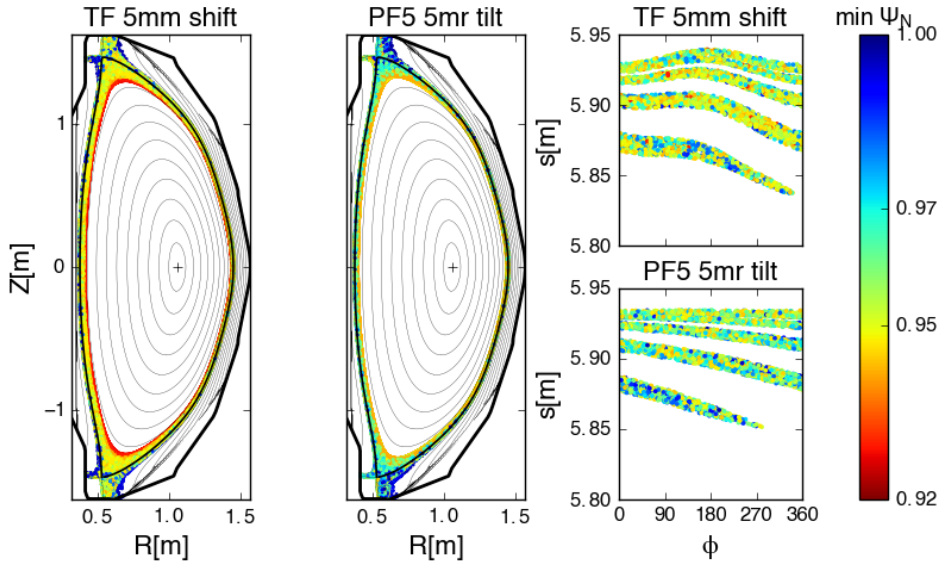 TF 5mm shift
PF5 5mr tilt
TF 5mm shift
min Ψ_N
Z[m]
1
0
−1
0.5 1.0 1.5
R[m]
0.5 1.0 1.5
R[m]
s[m]
5.95
5.90
5.85
5.80
PF5 5mr tilt
s[m]
5.95
5.90
5.85
5.80
0 90 180 270 360
ϕ
1.00
0.97
0.95
0.92